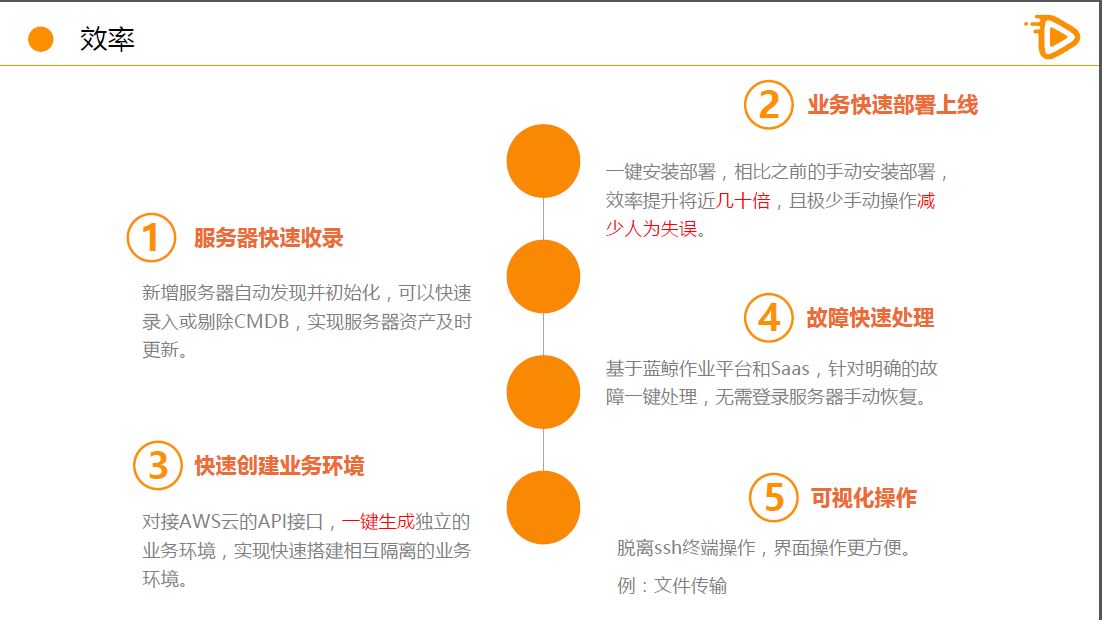 效率
① 服务器快速收录
新增服务器自动发现并初始化，可以快速
录入或剔除CMDB，实现服务器资产及时
更新。
② 业务快速部署上线
一键安装部署，相比之前的手动安装部署，
效率提升将近几十倍，且极少手动操作减
少人为失误。
③ 快速创建业务环境
对接AWS云的API接口，一键生成独立的
业务环境，实现快速搭建相互隔离的业务
环境。
④ 故障快速处理
基于蓝鲸作业平台和Saas，针对明确的故
障一键处理，无需登录服务器手动恢复。
⑤ 可视化操作
脱离ssh终端操作，界面操作更方便。
例：文件传输